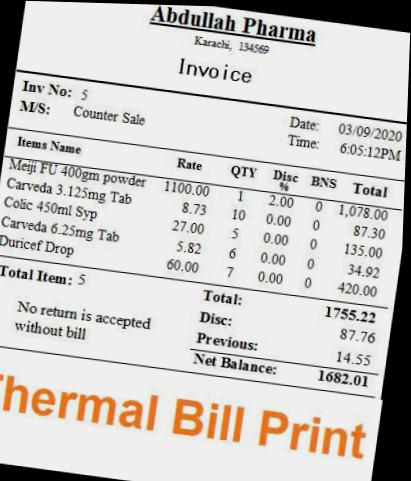 Abdullah Pharma
Karachi, 134569
Invoice
Inv No: 5 Date: 03/09/2020
M/S: Counter Sale Time: 6:05:12PM
Items Name Rate QTY Disc % BNS Total
Meiji FU 400gm powder 1100.00 1 2.00 0 1,078.00
Carveda 3.125mg Tab 8.73 10 0.00 0 87.30
Colic 450ml Syp 27.00 5 0.00 0 135.00
Carveda 6.25mg Tab 5.82 6 0.00 0 34.92
Duricef Drop 60.00 7 0.00 0 420.00
Total Item: 5 Total: 1755.22
No return is accepted Disc: 87.76
without bill Previous: 14.55
Net Balance: 1682.01
Thermal Bill Print